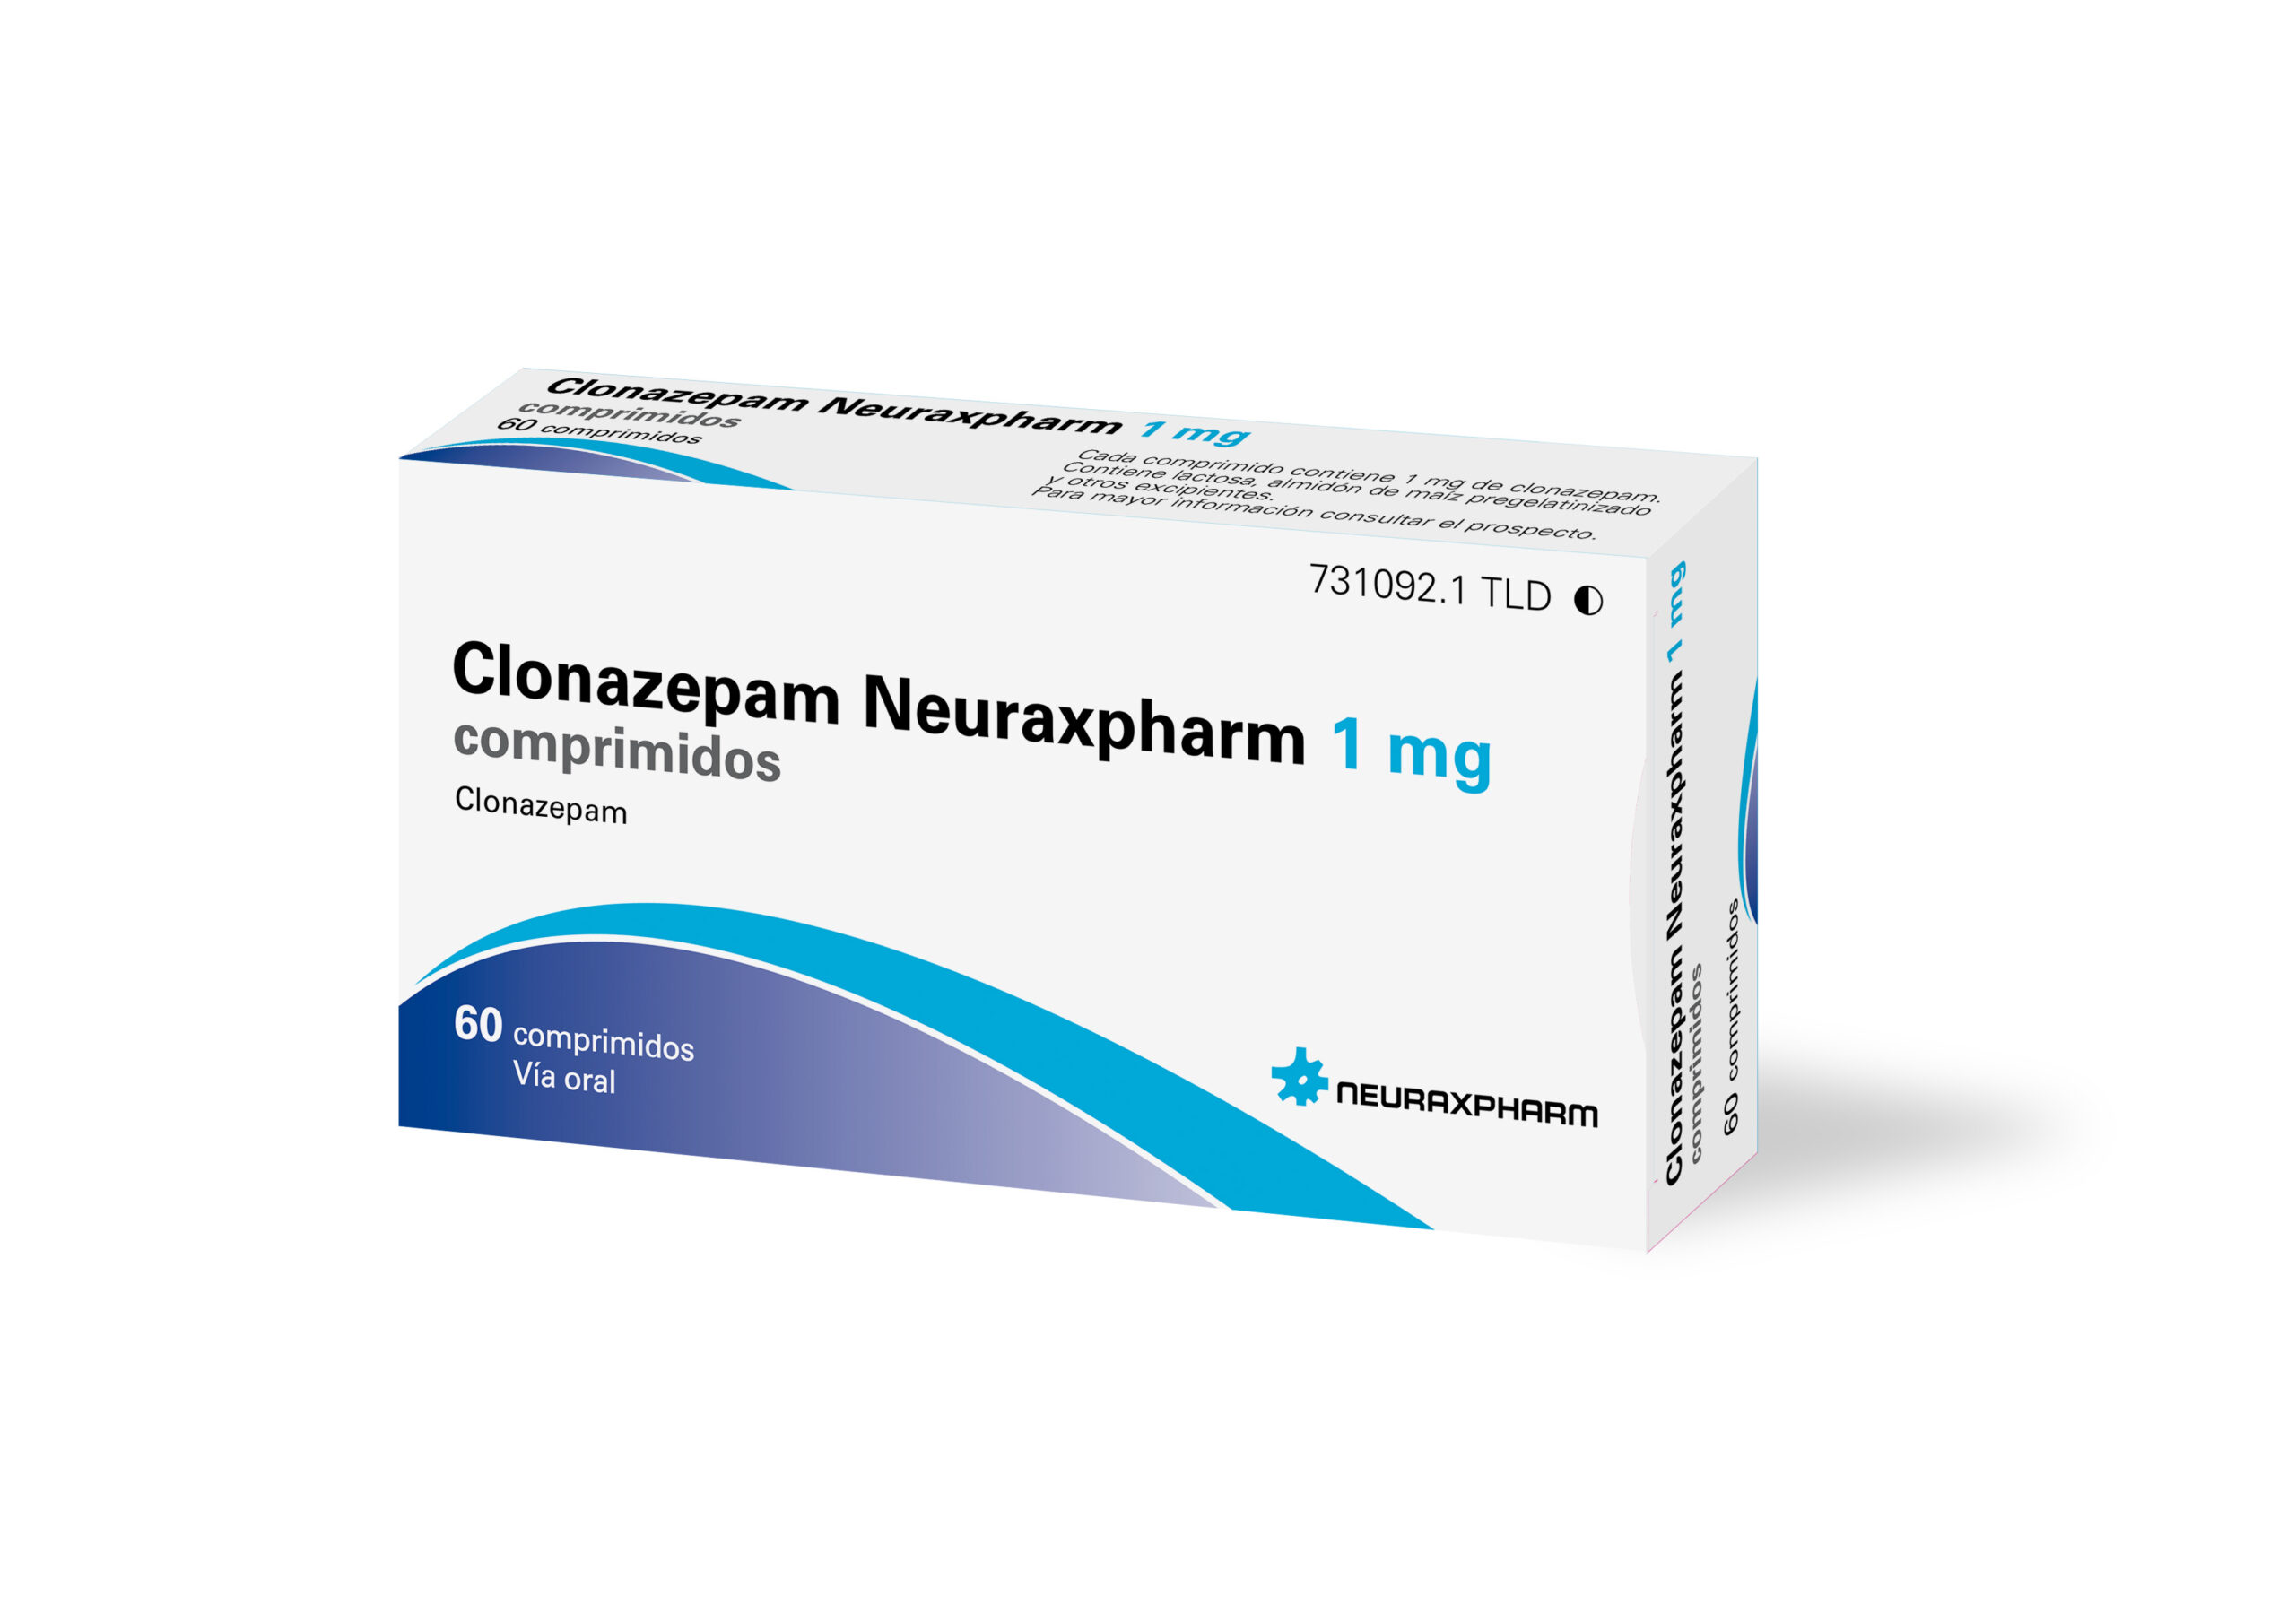 Clonazepam Neuraxpharm 1 mg
comprimidos
60 comprimidos
Cada comprimido contiene 1 mg de clonazepam.
Contiene lactosa, almidón de maíz pregelatinizado
y otros excipientes.
Para mayor información consultar el prospecto.
731092.1 TLD
Clonazepam Neuraxpharm 1 mg
comprimidos
Clonazepam
60 comprimidos
Vía oral
NEURAXPHARM
Clonazepam Neuraxpharm 1 mg
comprimidos
60 comprimidos